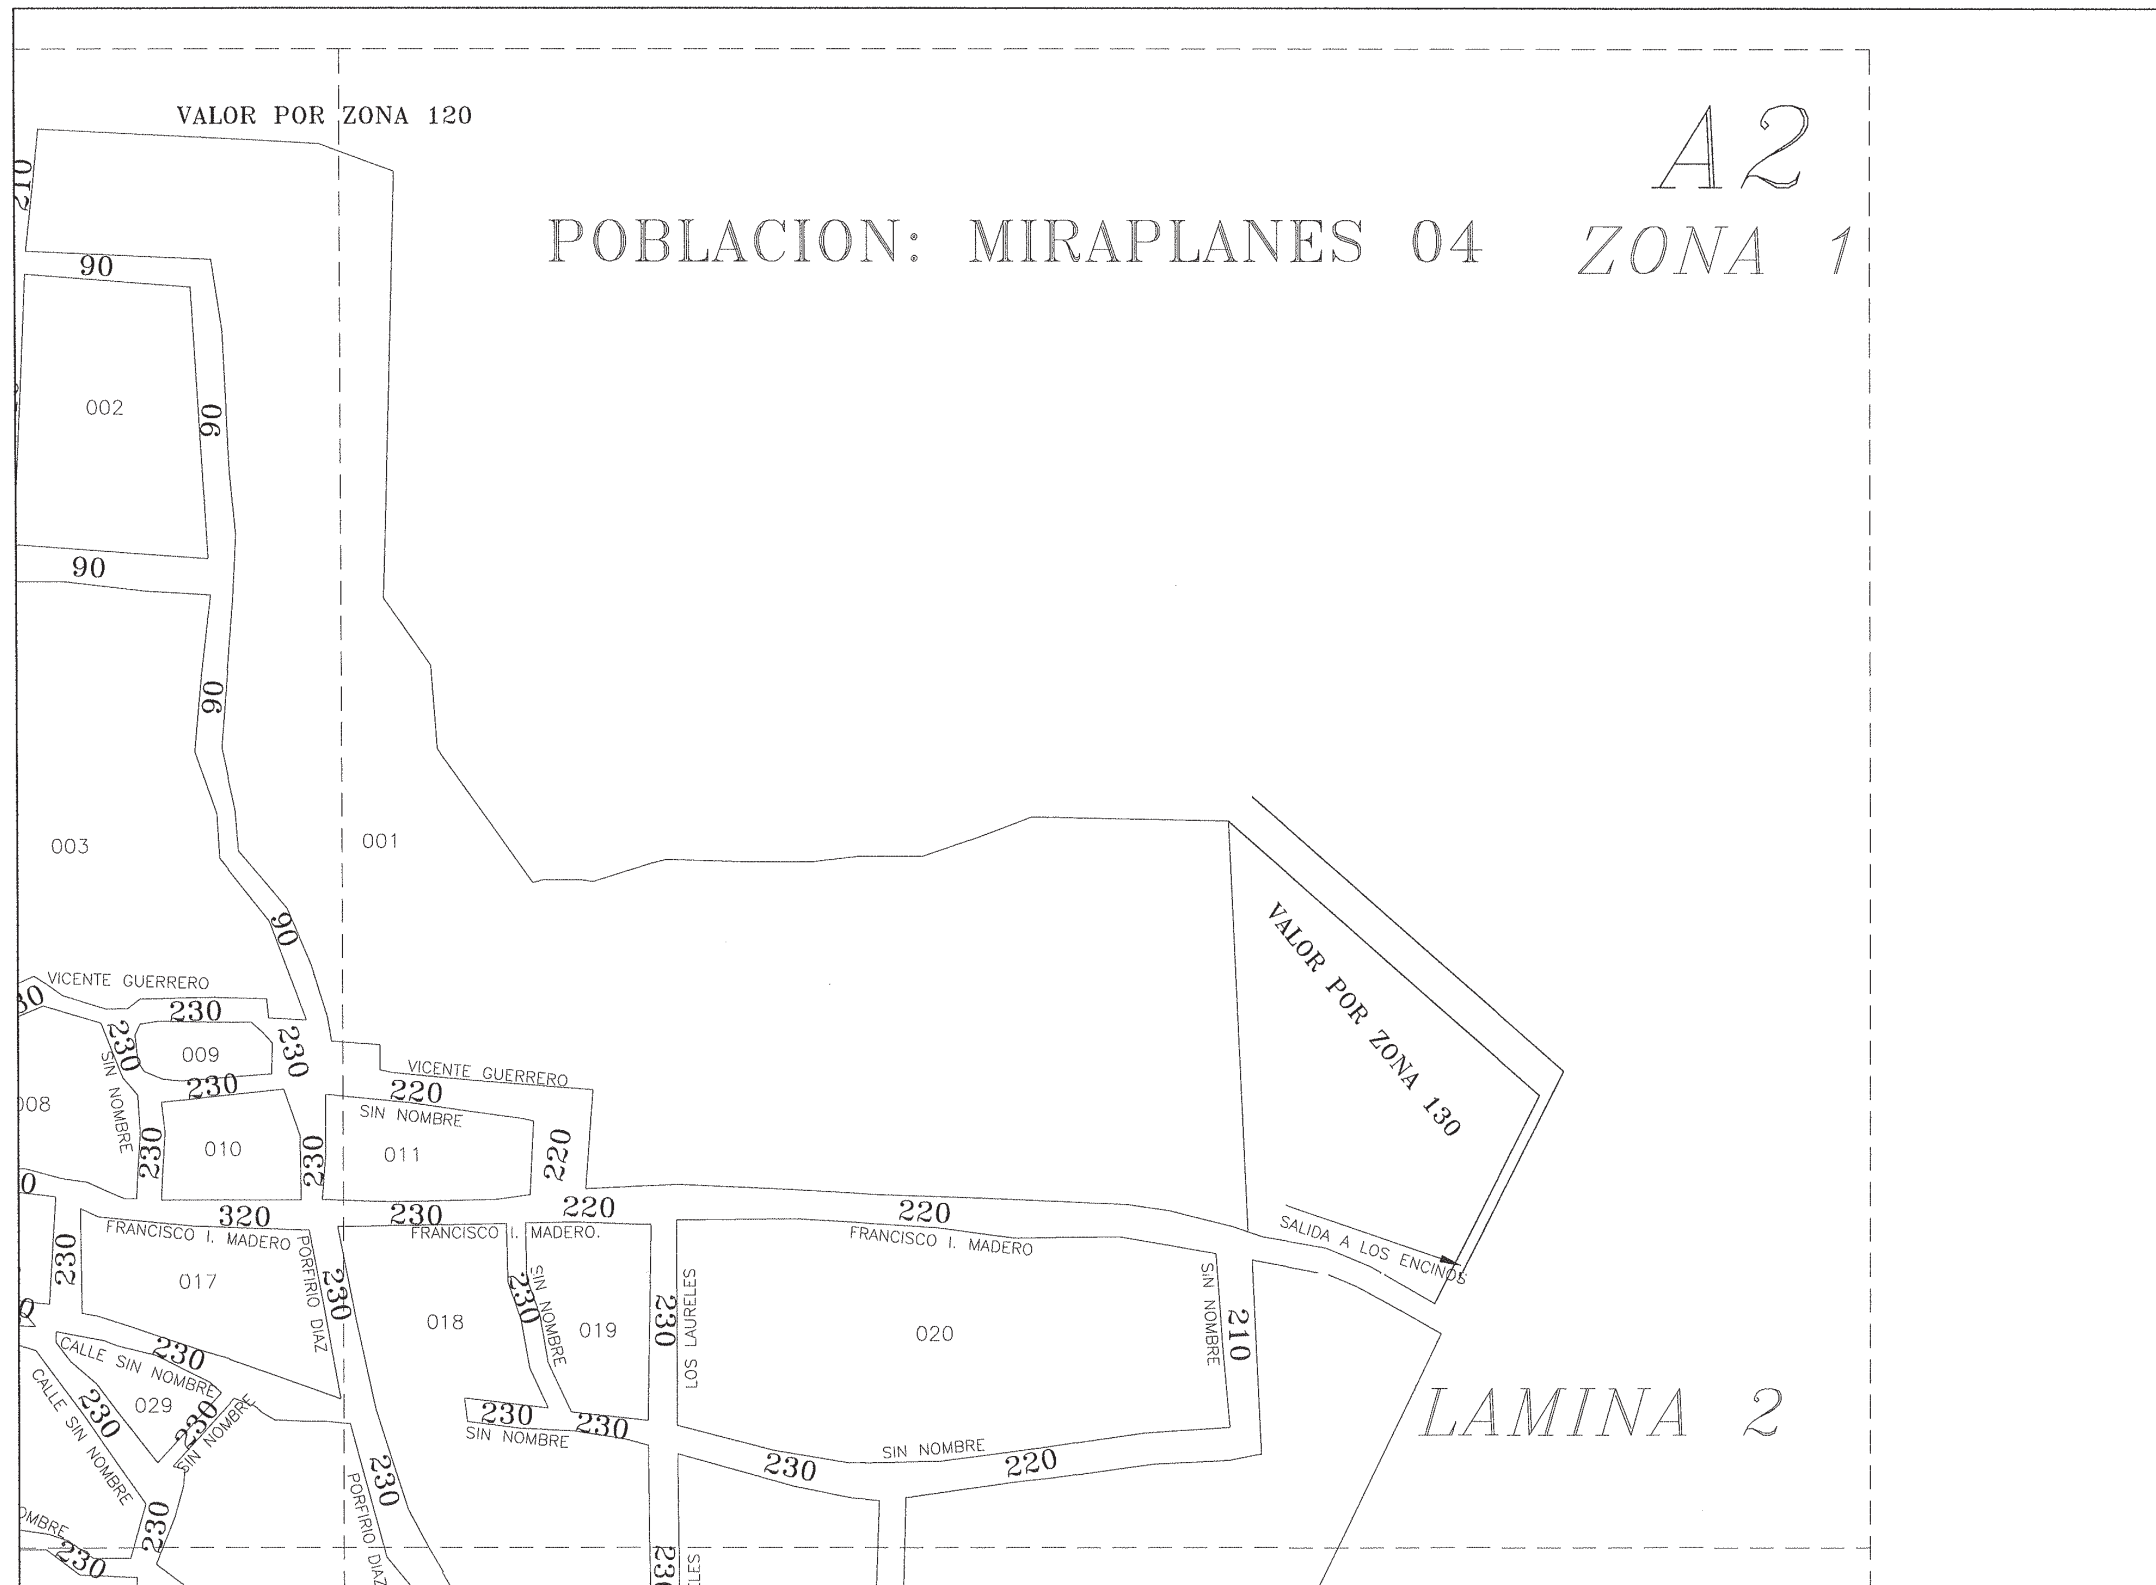 VALOR POR ZONA 120
A2
POBLACION: MIRAPLANES 04
ZONA 1
210
90
002
90
90
90
003
001
90
VALOR POR ZONA 130
VICENTE GUERRERO
230
230
009
230
230
SIN NOMBRE
008
VICENTE GUERRERO
220
SIN NOMBRE
230
010
230
011
220
320
230
220
220
FRANCISCO I. MADERO
FRANCISCO I. MADERO.
FRANCISCO I. MADERO
SALIDA A LOS ENCINOS
230
017
PORFIRIO DIAZ
230
018
230
SIN NOMBRE
019
230
LOS LAURELES
020
SIN NOMBRE
210
230
CALLE SIN NOMBRE
029
230
CALLE SIN NOMBRE
230
SIN NOMBRE
230
SIN NOMBRE
230
SIN NOMBRE
230
220
LAMINA 2
230
PORFIRIO DIAZ
230
230
230